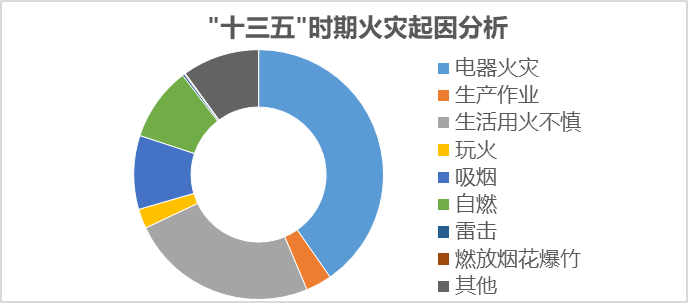 "十三五"时期火灾起因分析
电器火灾
生产作业
生活用火不慎
玩火
吸烟
自燃
雷击
燃放烟花爆竹
其他